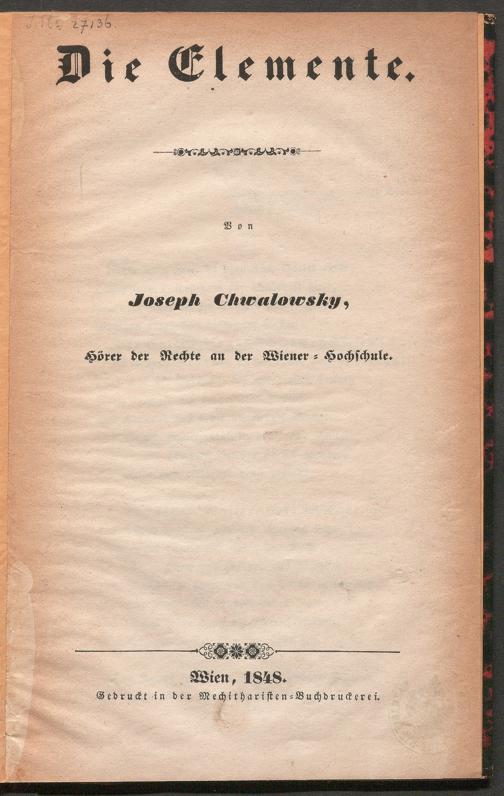 27136
Die Elemente.
Von
Joseph Chwalowsky,
Hörer der Rechte an der Wiener-Hochschule.
Wien, 1848.
Gedruckt in der Mechitharisten-Buchdruckerei.